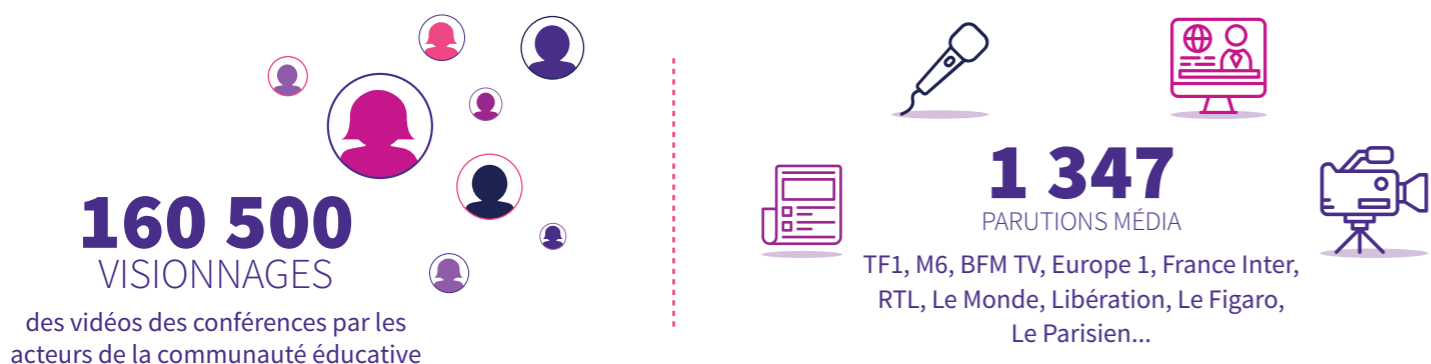 160 500
VISIONNAGES
des vidéos des conférences par les
acteurs de la communauté éducative
1 347
PARUTIONS MÉDIA
TF1, M6, BFM TV, Europe 1, France Inter,
RTL, Le Monde, Libération, Le Figaro,
Le Parisien...